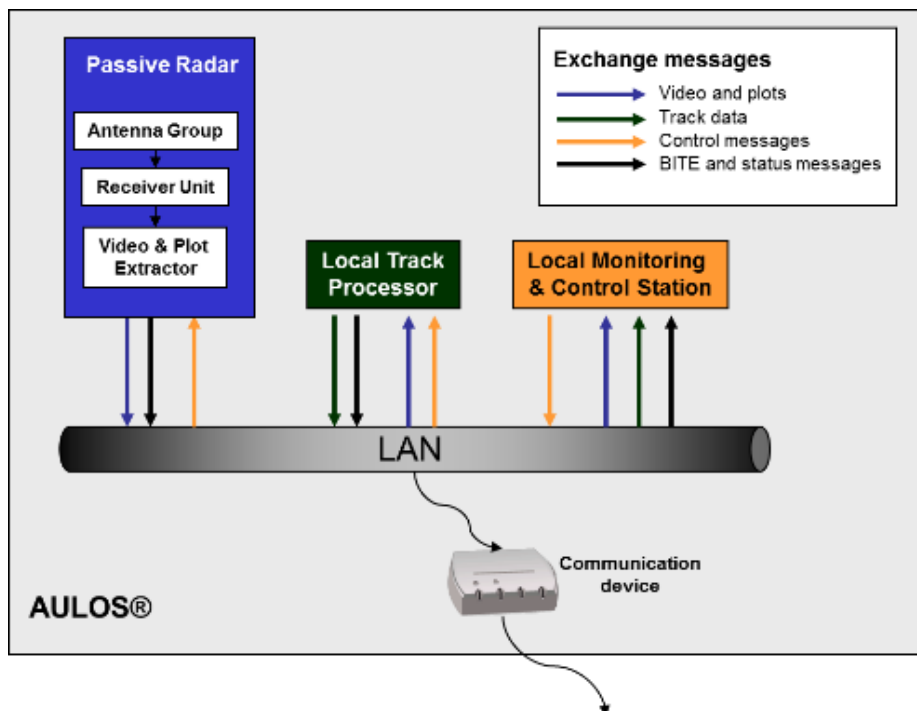 Passive Radar
Antenna Group
Receiver Unit
Video & Plot
Extractor
Exchange messages
Video and plots
Track data
Control messages
BITE and status messages
Local Track
Processor
Local Monitoring
& Control Station
LAN
Communication
device
AULOS®